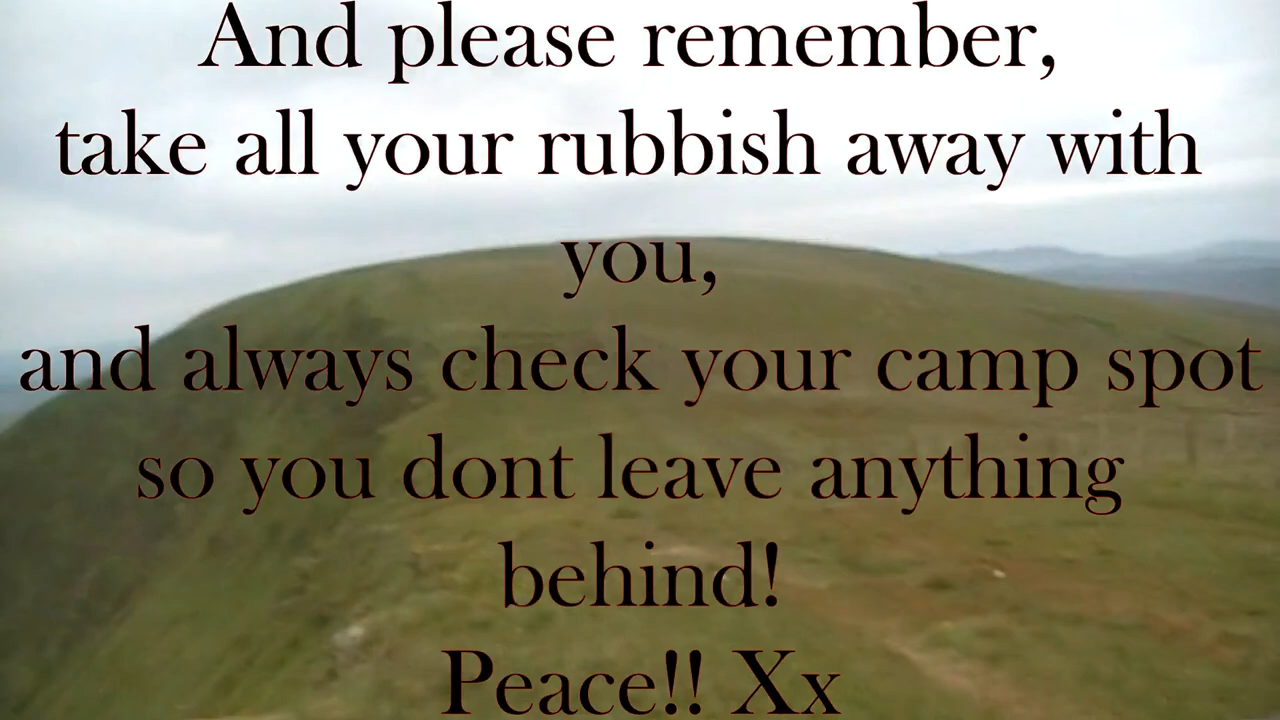 And please remember,
take all your rubbish away with
you,
and always check your camp spot
so you dont leave anything
behind!
Peace!! Xx